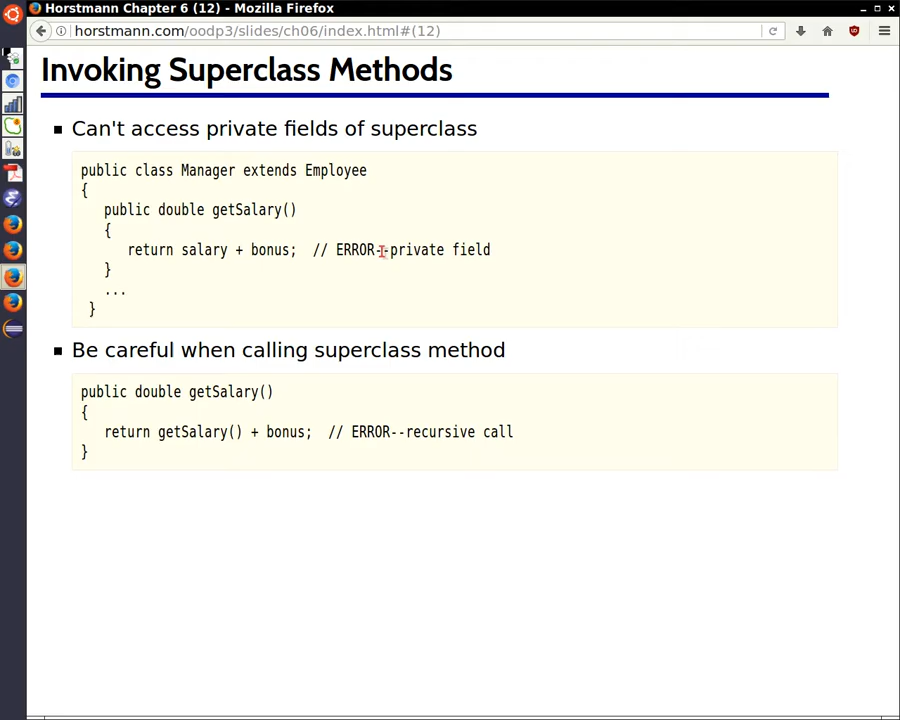 Horstmann Chapter 6 (12) - Mozilla Firefox
horstmann.com/oodp3/slides/ch06/index.html#(12)
Invoking Superclass Methods
Can't access private fields of superclass
public class Manager extends Employee
{
public double getSalary()
{
return salary + bonus; // ERROR--private field
}
...
}
Be careful when calling superclass method
public double getSalary()
{
return getSalary() + bonus; // ERROR--recursive call
}